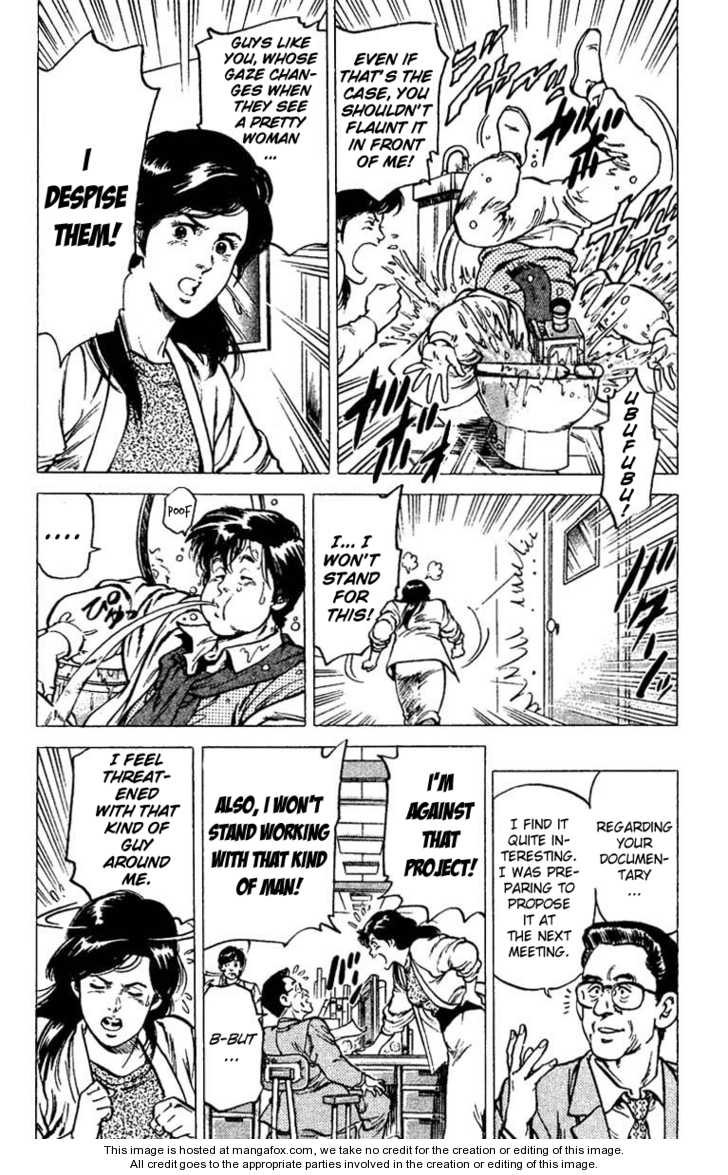 EVEN IF
THAT'S THE
CASE, YOU
SHOULDN'T
FLAUNT IT
IN FRONT
OF ME!
UBUFUBU!
GUYS LIKE
YOU, WHOSE
GAZE CHAN-
GES WHEN
THEY SEE
A PRETTY
WOMAN
...
I
DESPISE
THEM!
I... I
WON'T
STAND
FOR
THIS!
POOF
....
ぴゅ
REGARDING
YOUR
DOCUMEN-
TARY
...
I FIND IT
QUITE IN-
TERESTING.
I WAS PRE-
PARING TO
PROPOSE
IT AT
THE NEXT
MEETING.
I'M
AGAINST
THAT
PROJECT!
ALSO, I WON'T
STAND WORKING
WITH THAT KIND
OF MAN!
B-BUT
...
I FEEL
THREAT-
ENED
WITH THAT
KIND OF
GUY
AROUND
ME.
This image is hosted at mangafox.com, we take no credit for the creation or editing of this image.
All credit goes to the appropriate parties involved in the creation or editing of this image.